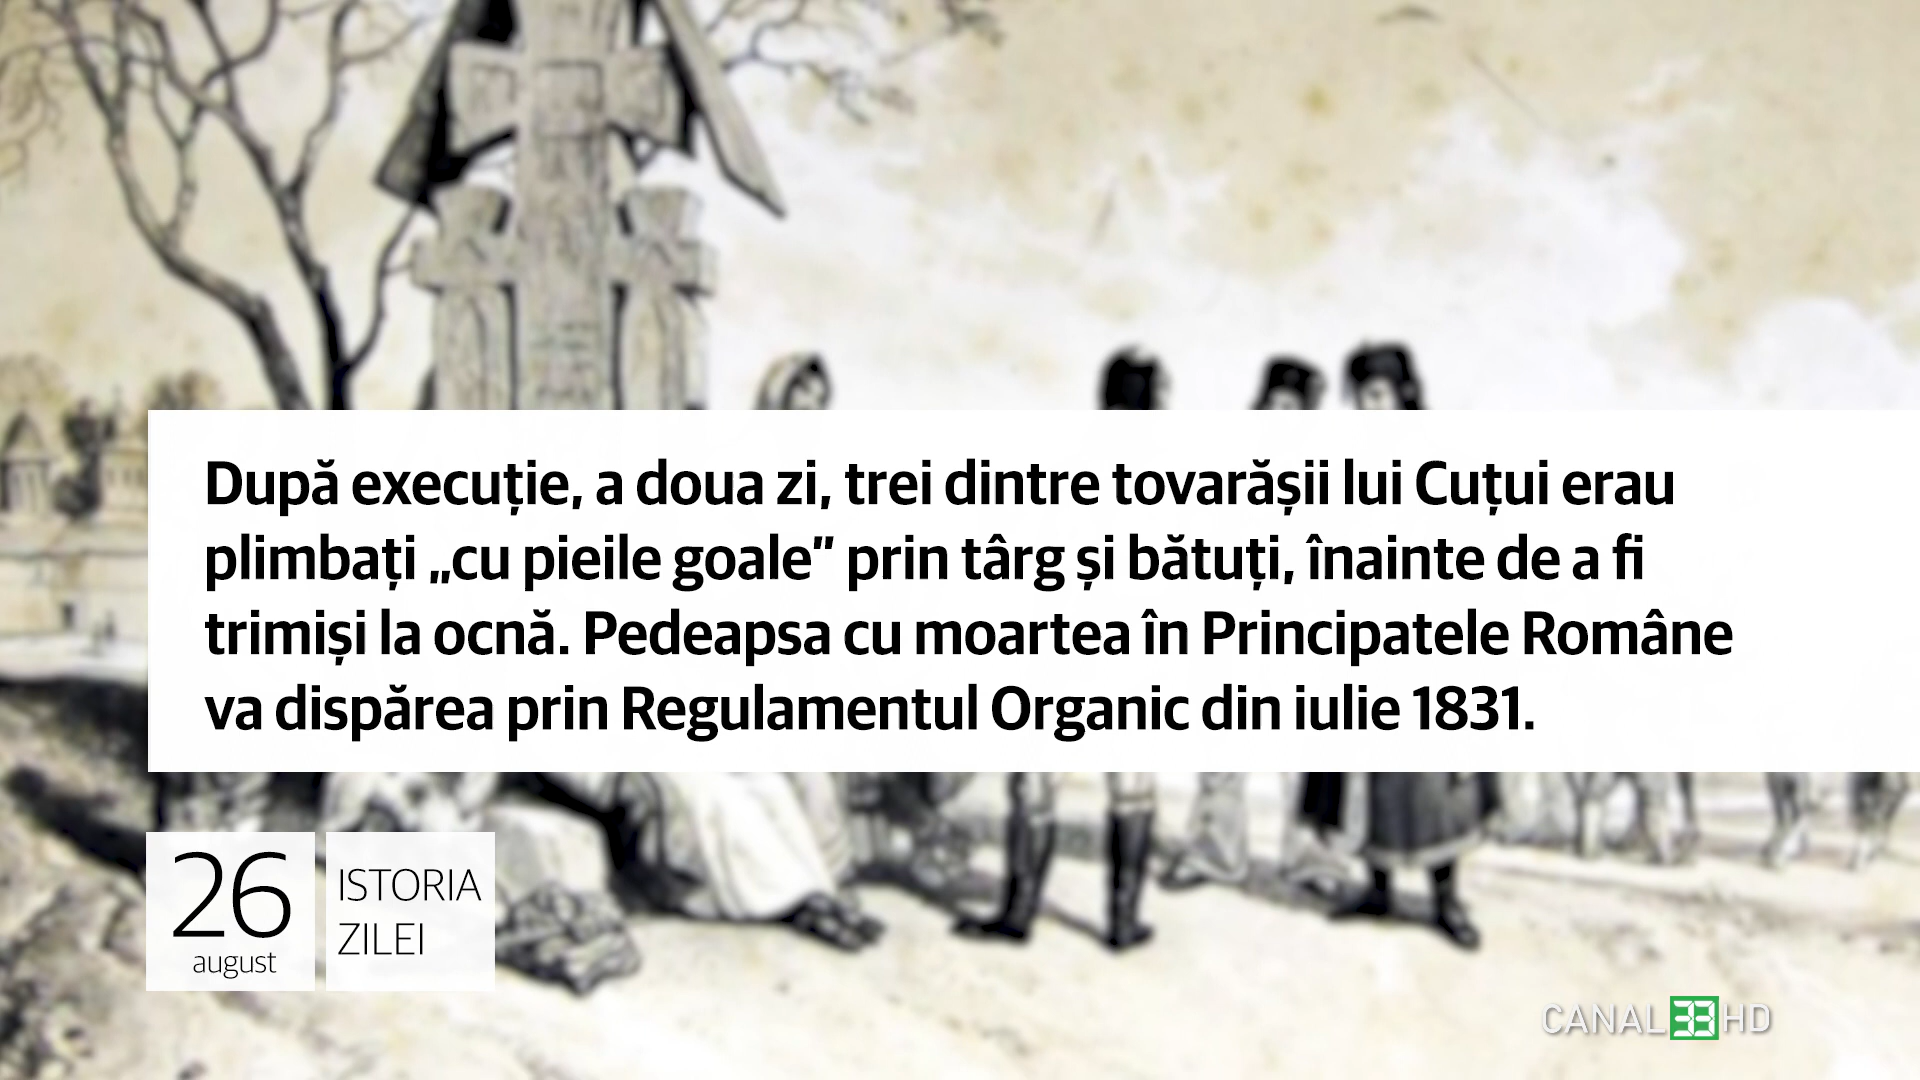 După execuție, a doua zi, trei dintre tovarășii lui Cuțui erau
plimbați „cu pieile goale” prin târg și bătuți, înainte de a fi
trimiși la ocnă. Pedeapsa cu moartea în Principatele Române
va dispărea prin Regulamentul Organic din iulie 1831.
26
august
ISTORIA
ZILEI
CANAL 33 HD